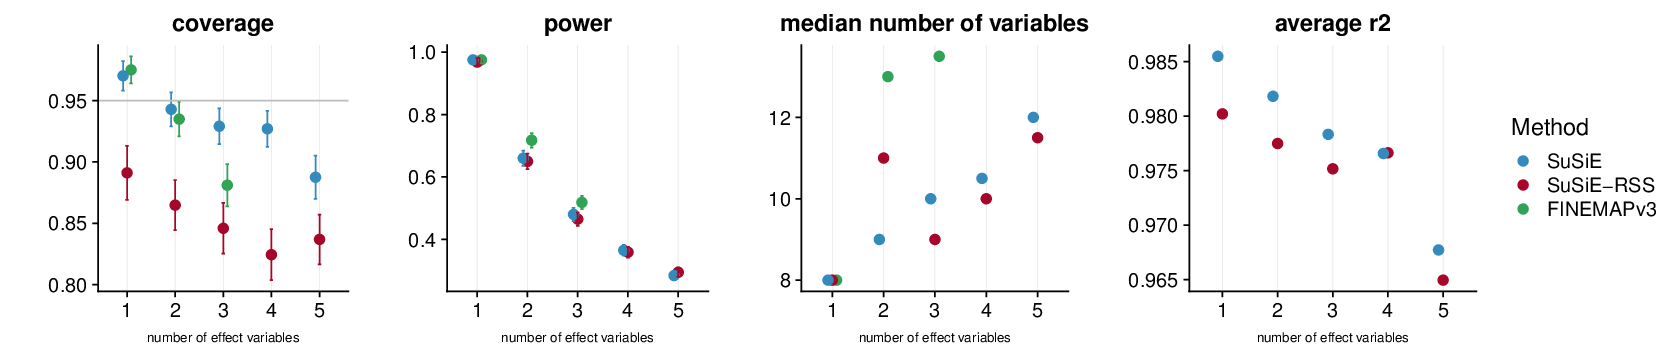 coverage
0.95
0.90
0.85
0.80
1 2 3 4 5
number of effect variables
power
1.0
0.8
0.6
0.4
1 2 3 4 5
number of effect variables
median number of variables
12
10
8
1 2 3 4 5
number of effect variables
average r2
0.985
0.980
0.975
0.970
0.965
1 2 3 4 5
number of effect variables
Method
SuSiE
SuSiE−RSS
FINEMAPv3